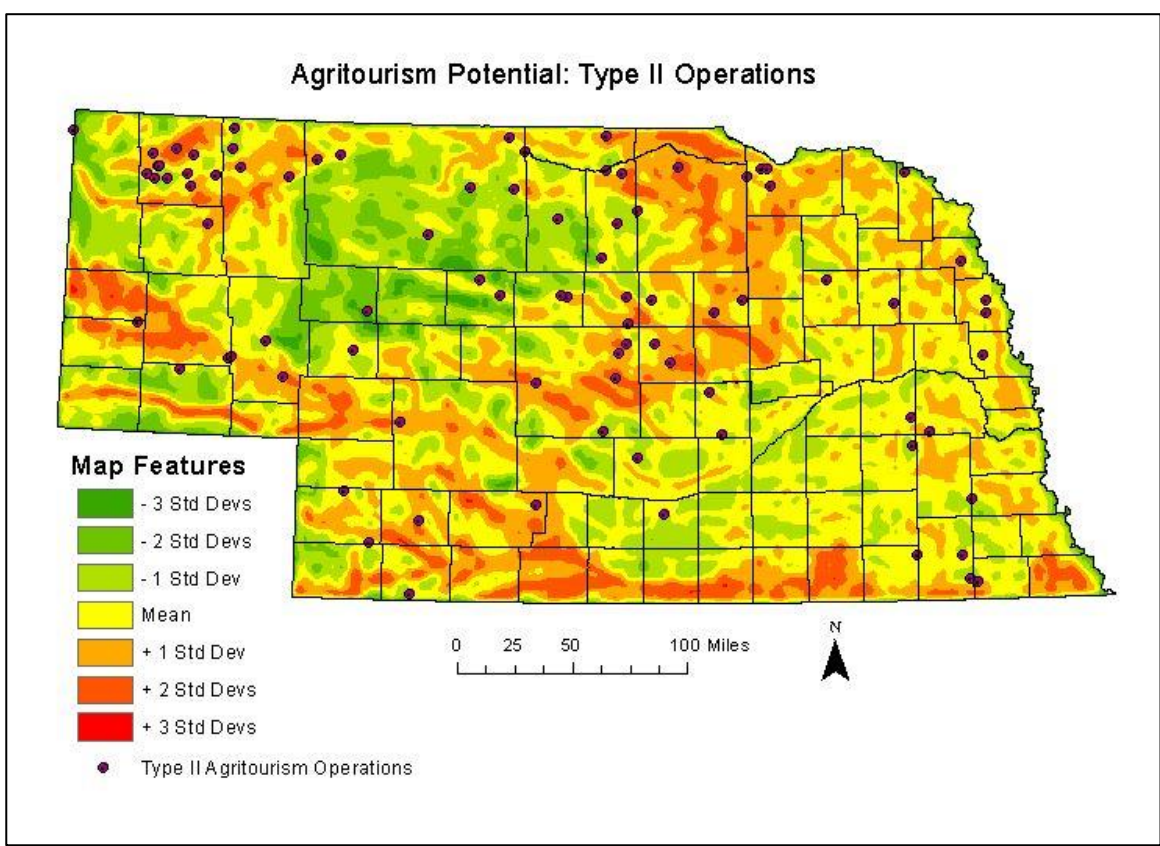 Agritourism Potential: Type II Operations
Map Features
- 3 Std Devs
- 2 Std Devs
- 1 Std Dev
Mean
+ 1 Std Dev
+ 2 Std Devs
+ 3 Std Devs
Type II Agritourism Operations
0 25 50 100 Miles
N